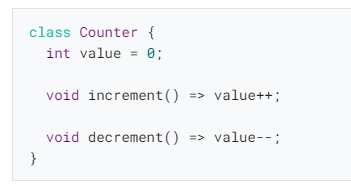 class Counter {
  int value = 0;

  void increment() => value++;

  void decrement() => value--;
}